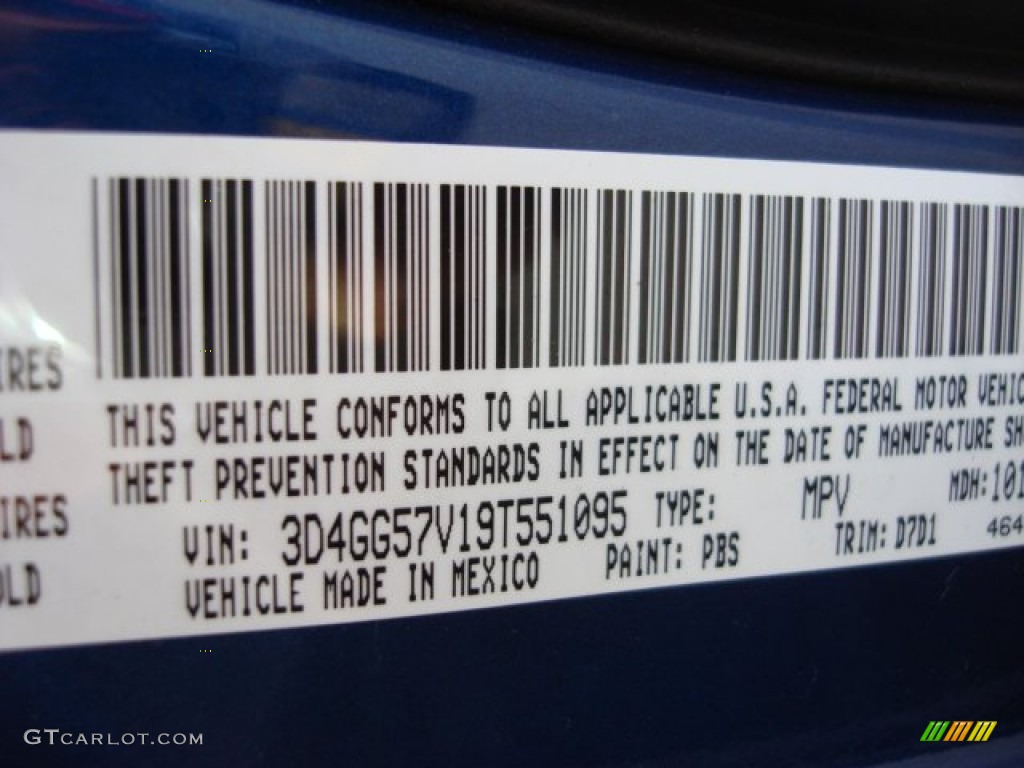 IRES
LD
IRES
OLD
THIS VEHICLE CONFORMS TO ALL APPLICABLE U.S.A. FEDERAL MOTOR VEHIC
THEFT PREVENTION STANDARDS IN EFFECT ON THE DATE OF MANUFACTURE SH
VIN: 3D4GG57V19T551095 TYPE: MPV MDH:101
VEHICLE MADE IN MEXICO PAINT: PBS TRIM: D7D1 464
GTCARLOT.COM